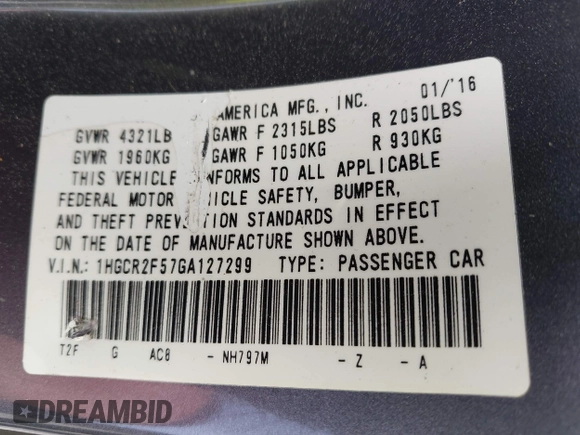 AMERICA MFG., INC. 01/'16
GVWR 4321LB GAWR F 2315LBS R 2050LBS
GVWR 1960KG GAWR F 1050KG R 930KG
THIS VEHICLE NFORMS TO ALL APPLICABLE
FEDERAL MOTOR HICLE SAFETY, BUMPER,
AND THEFT PREV TION STANDARDS IN EFFECT
ON THE DATE OF MANUFACTURE SHOWN ABOVE.
V.I.N.: 1HGCR2F57GA127299 TYPE: PASSENGER CAR
T2F G AC8 - NH797M - Z - A
DREAMBID